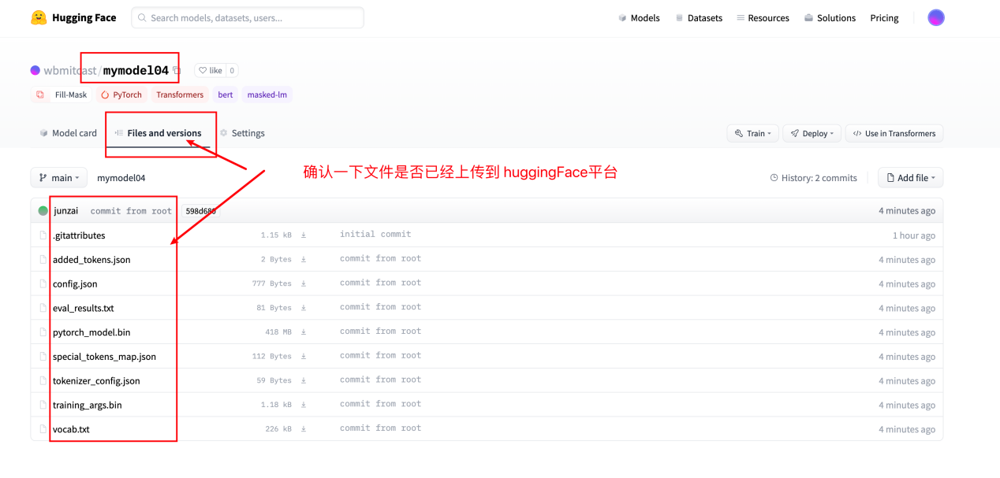 Hugging Face Search models, datasets, users... Models Datasets Resources Solutions Pricing
wbmitcast/mymodel04 like 0
Fill-Mask PyTorch Transformers bert masked-lm
Model card Files and versions Settings Train Deploy </> Use in Transformers
确认一下文件是否已经上传到 huggingFace平台
main mymodel04 History: 2 commits Add file
junzai commit from root 598d680 4 minutes ago
.gitattributes 1.15 kB initial commit 1 hour ago
added_tokens.json 2 Bytes commit from root 4 minutes ago
config.json 777 Bytes commit from root 4 minutes ago
eval_results.txt 81 Bytes commit from root 4 minutes ago
pytorch_model.bin 418 MB commit from root 4 minutes ago
special_tokens_map.json 112 Bytes commit from root 4 minutes ago
tokenizer_config.json 59 Bytes commit from root 4 minutes ago
training_args.bin 1.18 kB commit from root 4 minutes ago
vocab.txt 226 kB commit from root 4 minutes ago